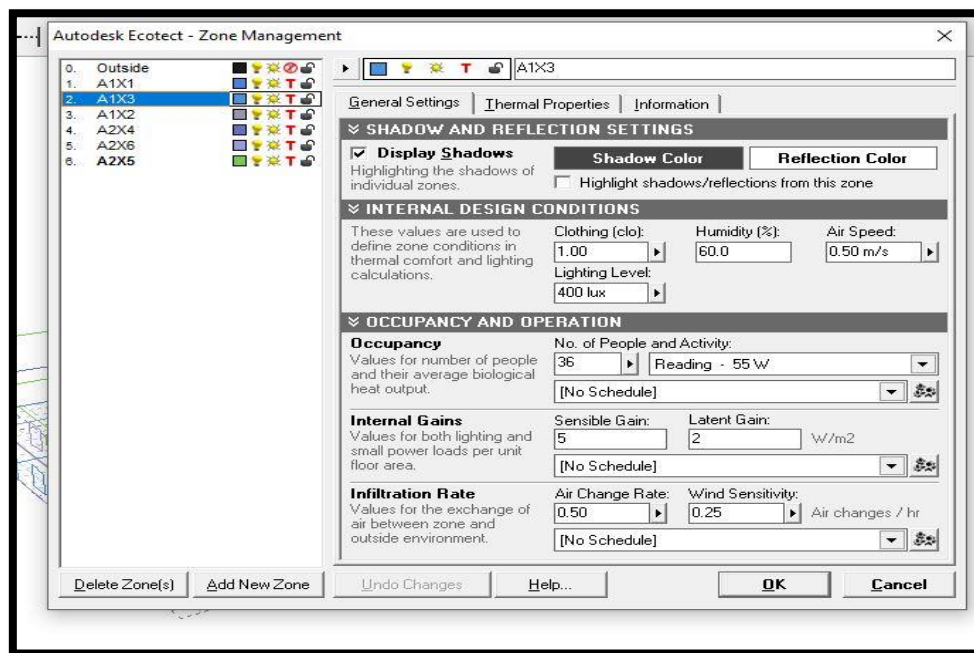 Autodesk Ecotect - Zone Management
0. Outside
1. A1X1
2. A1X3
3. A1X2
4. A2X4
5. A2X6
6. A2X5
T A1X3
General Settings Thermal Properties Information
SHADOW AND REFLECTION SETTINGS
Display Shadows
Highlighting the shadows of
individual zones.
Shadow Color Reflection Color
Highlight shadows/reflections from this zone
INTERNAL DESIGN CONDITIONS
These values are used to
define zone conditions in
thermal comfort and lighting
calculations.
Clothing (clo): Humidity (%): Air Speed:
1.00 60.0 0.50 m/s
Lighting Level:
400 lux
OCCUPANCY AND OPERATION
Occupancy
Values for number of people
and their average biological
heat output.
No. of People and Activity:
36 Reading - 55 W
[No Schedule]
Internal Gains
Values for both lighting and
small power loads per unit
floor area.
Sensible Gain: Latent Gain:
5 2 W/m2
[No Schedule]
Infiltration Rate
Values for the exchange of
air between zone and
outside environment.
Air Change Rate: Wind Sensitivity:
0.50 0.25 Air changes / hr
[No Schedule]
Delete Zone(s) Add New Zone Undo Changes Help... OK Cancel